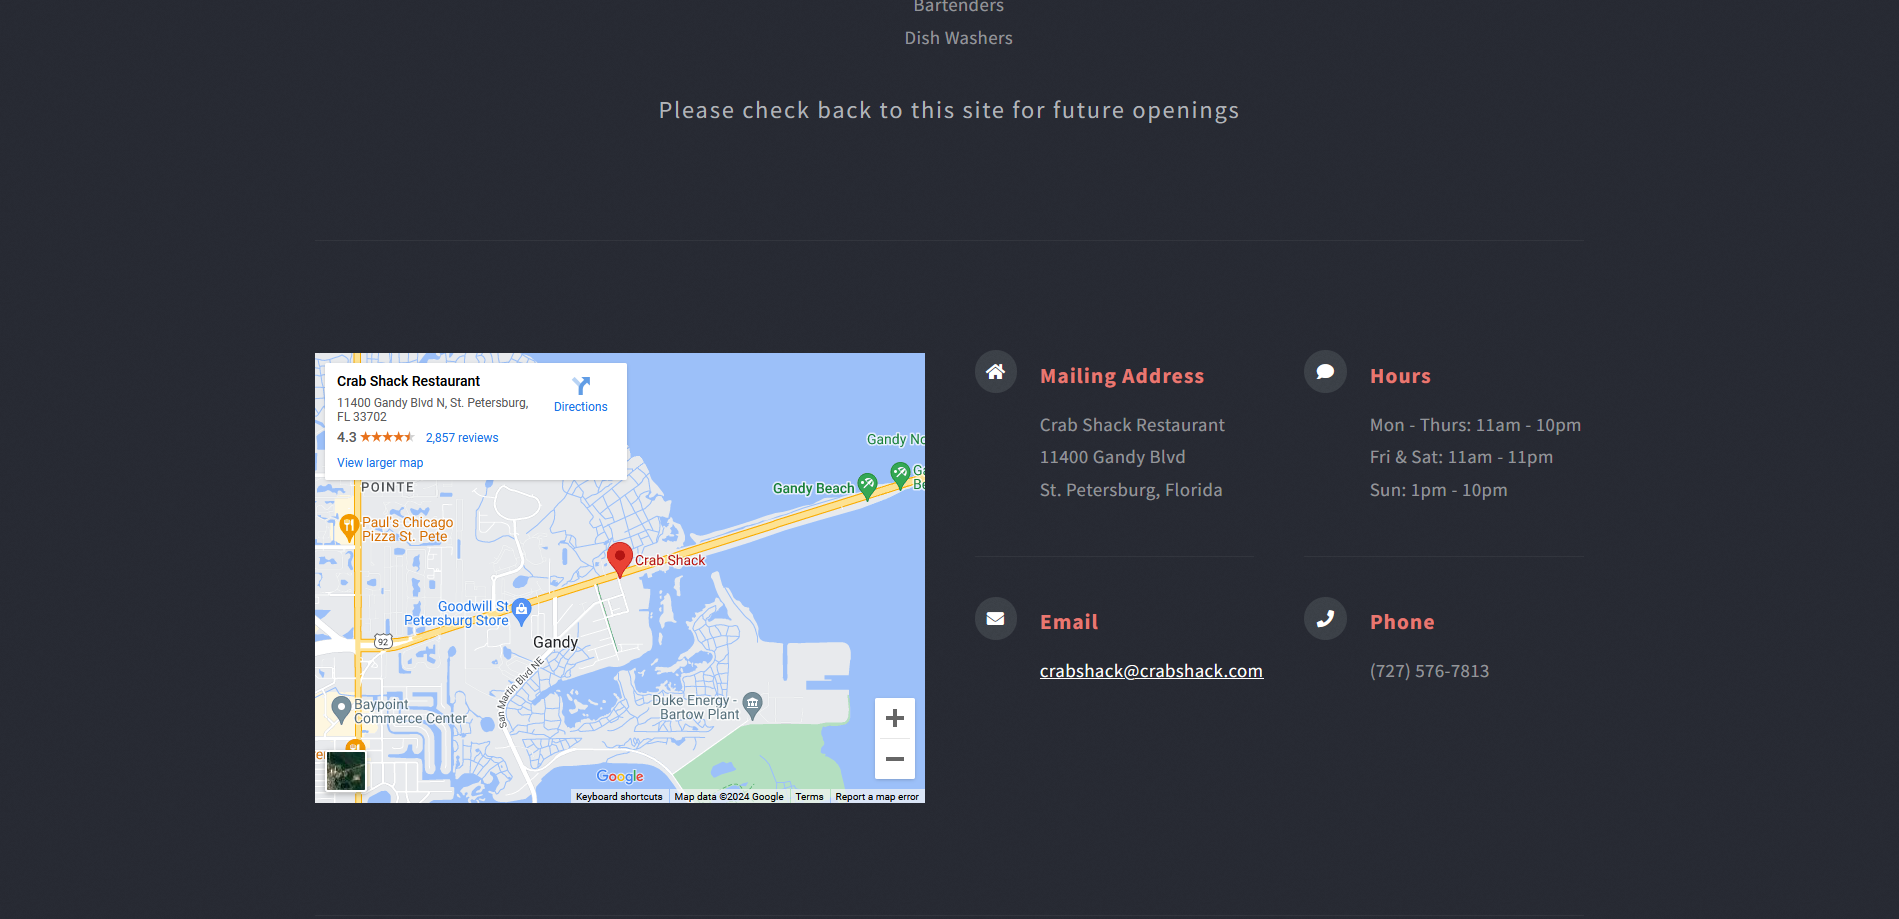 Bartenders
Dish Washers
Please check back to this site for future openings
Crab Shack Restaurant
11400 Gandy Blvd N, St. Petersburg,
FL 33702
Directions
4.3 2,857 reviews
View larger map
POINTE
Gandy No
Gandy Beach
Ga
Be
Paul's Chicago
Pizza St. Pete
Crab Shack
Goodwill St
Petersburg Store
92
Gandy
San Martin Blvd NE
Duke Energy -
Bartow Plant
Baypoint
Commerce Center
Google
Keyboard shortcuts
Map data ©2024 Google
Terms
Report a map error
Mailing Address
Crab Shack Restaurant
11400 Gandy Blvd
St. Petersburg, Florida
Hours
Mon - Thurs: 11am - 10pm
Fri & Sat: 11am - 11pm
Sun: 1pm - 10pm
Email
crabshack@crabshack.com
Phone
(727) 576-7813